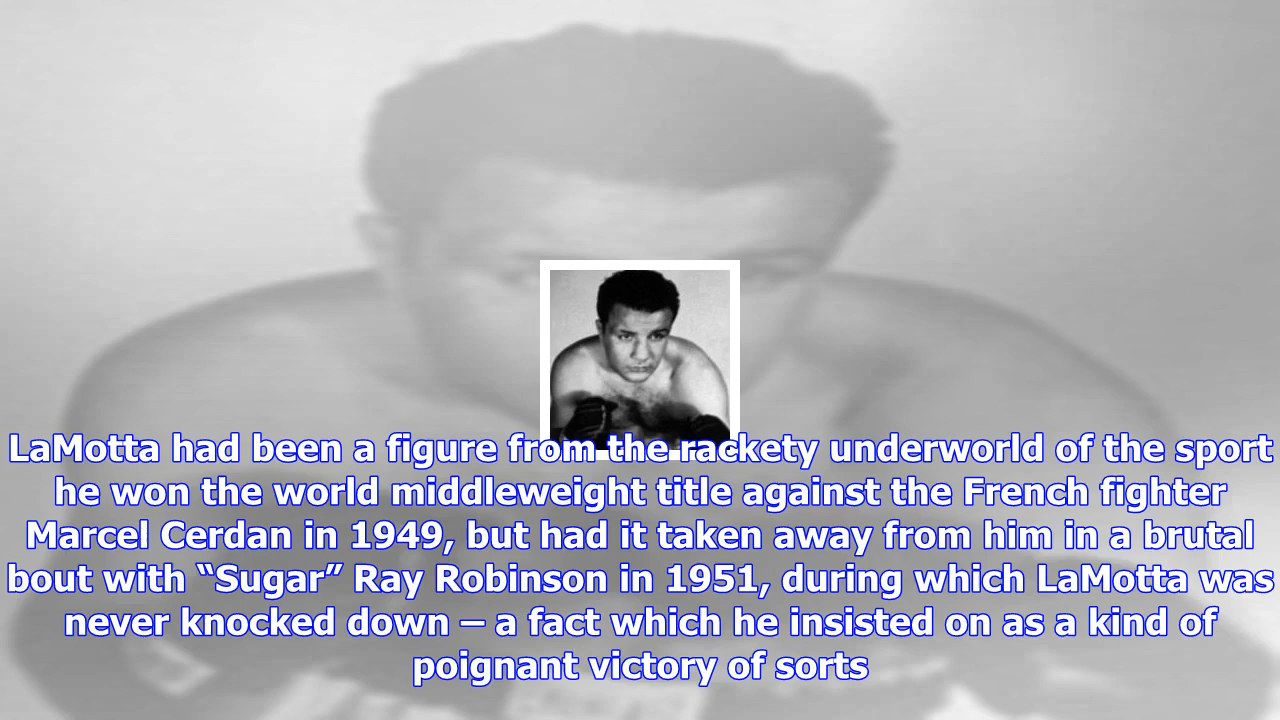 LaMotta had been a figure from the rackety underworld of the sport
he won the world middleweight title against the French fighter
Marcel Cerdan in 1949, but had it taken away from him in a brutal
bout with “Sugar” Ray Robinson in 1951, during which LaMotta was
never knocked down – a fact which he insisted on as a kind of
poignant victory of sorts